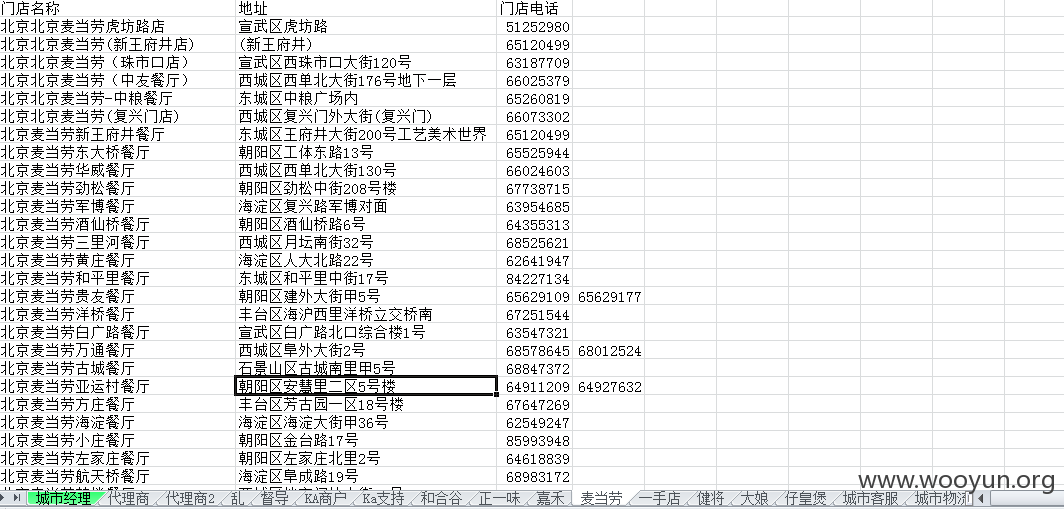 门店名称 地址 门店电话
北京北京麦当劳虎坊路店 宣武区虎坊路 51252980
北京北京麦当劳(新王府井店) (新王府井) 65120499
北京北京麦当劳（珠市口店） 宣武区西珠市口大街120号 63187709
北京北京麦当劳（中友餐厅） 西城区西单北大街176号地下一层 66025379
北京北京麦当劳-中粮餐厅 东城区中粮广场内 65260819
北京北京麦当劳(复兴门店) 西城区复兴门外大街(复兴门) 66073302
北京麦当劳新王府井餐厅 东城区王府井大街200号工艺美术世界 65120499
北京麦当劳东大桥餐厅 朝阳区工体东路13号 65525944
北京麦当劳华威餐厅 西城区西单北大街130号 66024603
北京麦当劳劲松餐厅 朝阳区劲松中街208号楼 67738715
北京麦当劳军博餐厅 海淀区复兴路军博对面 63954685
北京麦当劳酒仙桥餐厅 朝阳区酒仙桥路6号 64355313
北京麦当劳三里河餐厅 西城区月坛南街32号 68525621
北京麦当劳黄庄餐厅 海淀区人大北路22号 62641947
北京麦当劳和平里餐厅 东城区和平里中街17号 84227134
北京麦当劳贵友餐厅 朝阳区建外大街甲5号 65629109 65629177
北京麦当劳洋桥餐厅 丰台区海沪西里洋桥立交桥南 67251544
北京麦当劳白广路餐厅 宣武区白广路北口综合楼1号 63547321
北京麦当劳万通餐厅 西城区阜外大街2号 68578645 68012524
北京麦当劳古城餐厅 石景山区古城南里甲5号 68847372
北京麦当劳亚运村餐厅 朝阳区安慧里二区5号楼 64911209 64927632
北京麦当劳方庄餐厅 丰台区芳古园一区18号楼 67647269
北京麦当劳海淀餐厅 海淀区海淀大街甲36号 62549247
北京麦当劳小庄餐厅 朝阳区金台路17号 85993948
北京麦当劳左家庄餐厅 朝阳区左家庄北里2号 64618839
北京麦当劳航天桥餐厅 海淀区阜成路19号 68983172
www.wooyun.org
城市经理 代理商 代理商2 乱 督导 KA商户 Ka支持 和合谷 正一味 嘉禾 麦当劳 一手店 健将 大娘 仔皇煲 城市客服 城市物流